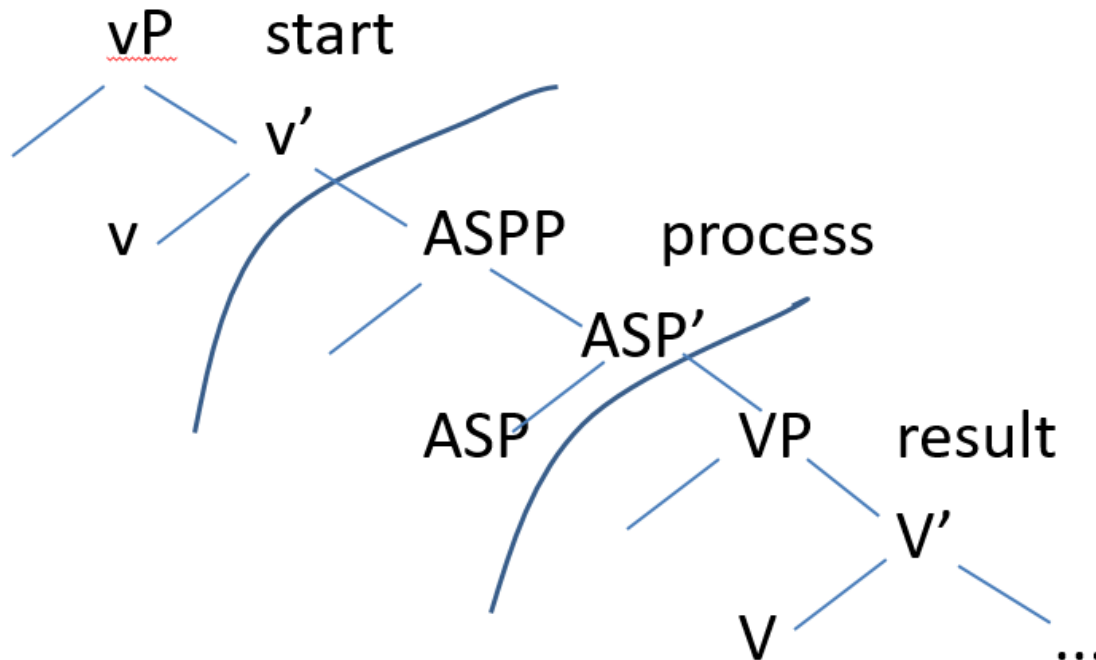 vP start
v’
v
ASPP process
ASP’
ASP
VP result
V’
V
...